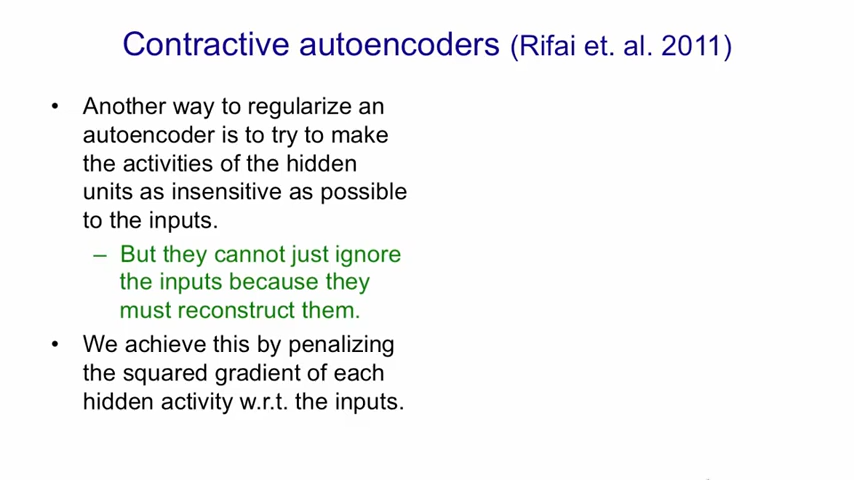 Contractive autoencoders (Rifai et. al. 2011)
• Another way to regularize an
autoencoder is to try to make
the activities of the hidden
units as insensitive as possible
to the inputs.
– But they cannot just ignore
the inputs because they
must reconstruct them.
• We achieve this by penalizing
the squared gradient of each
hidden activity w.r.t. the inputs.